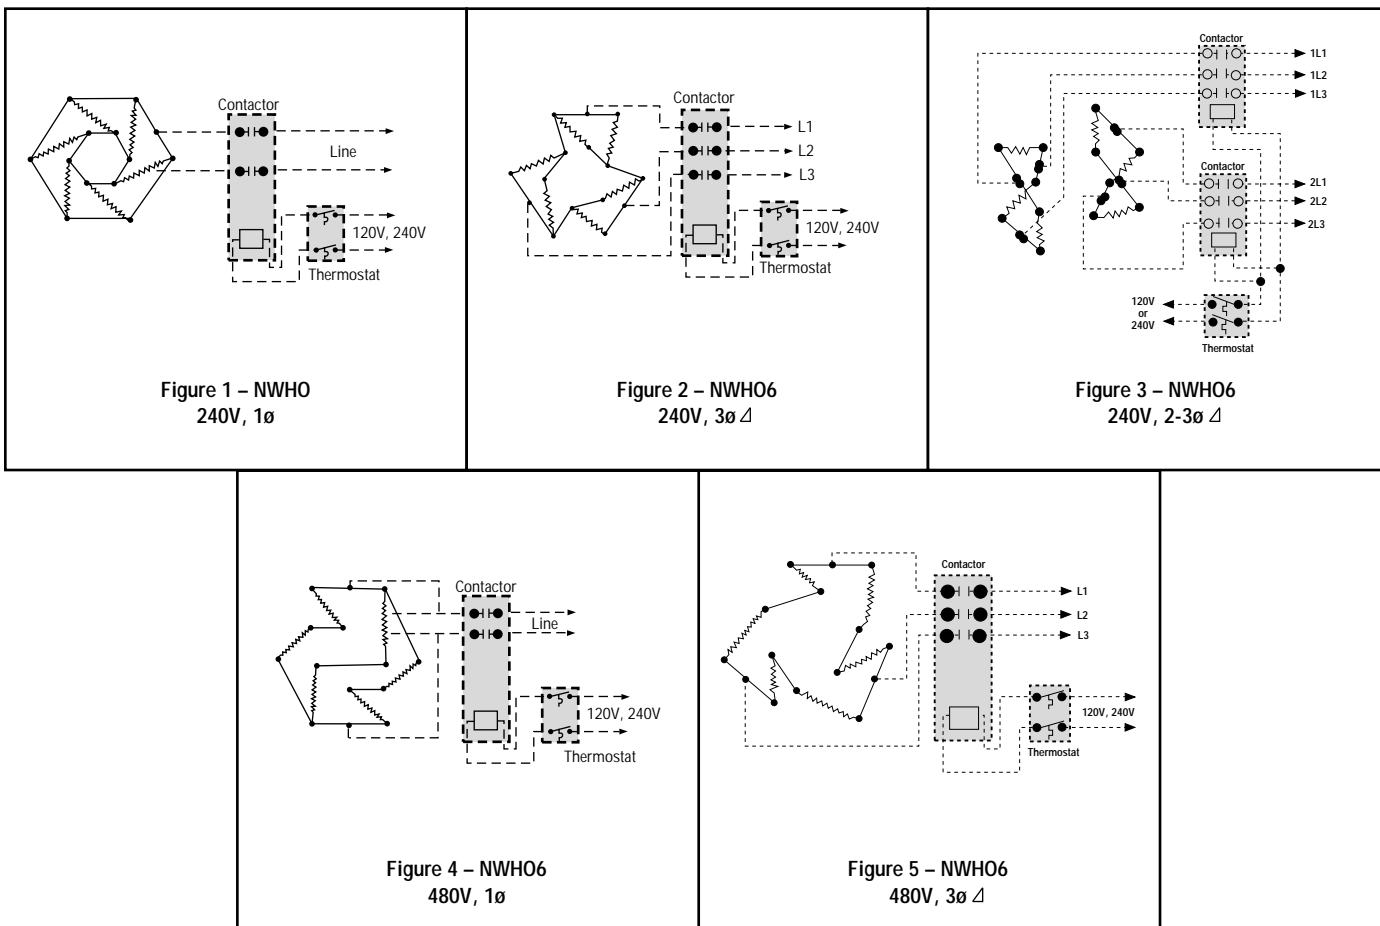 Contactor
Line
120V, 240V
Thermostat
Figure 1 – NWHO
240V, 1ø
Contactor
L1
L2
L3
120V, 240V
Thermostat
Figure 2 – NWHO6
240V, 3ø ⊿
Contactor
1L1
1L2
1L3
Contactor
2L1
2L2
2L3
120V
or
240V
Thermostat
Figure 3 – NWHO6
240V, 2-3ø ⊿
Contactor
Line
120V, 240V
Thermostat
Figure 4 – NWHO6
480V, 1ø
Contactor
L1
L2
L3
120V, 240V
Thermostat
Figure 5 – NWHO6
480V, 3ø ⊿